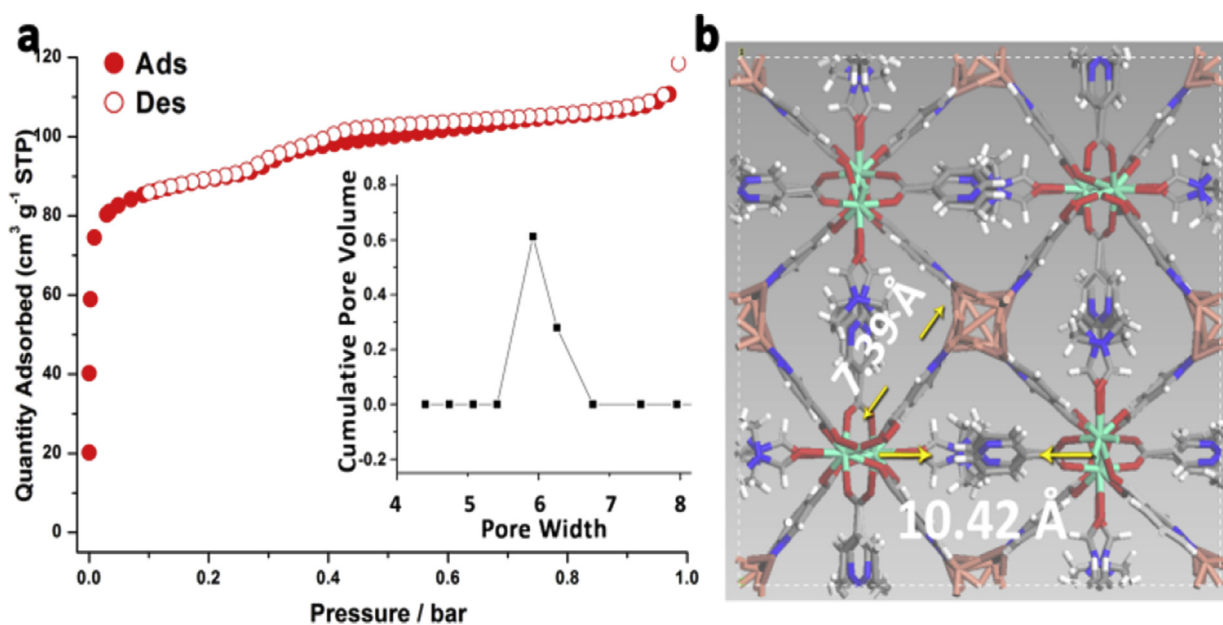 a
b
Ads
Des
Quantity Adsorbed (cm³ g⁻¹ STP)
120
100
80
60
40
20
0
0.0 0.2 0.4 0.6 0.8 1.0
Pressure / bar
Cumulative Pore Volume
0.8
0.6
0.4
0.2
0.0
-0.2
4 5 6 7 8
Pore Width
7.39 Å
10.42 Å